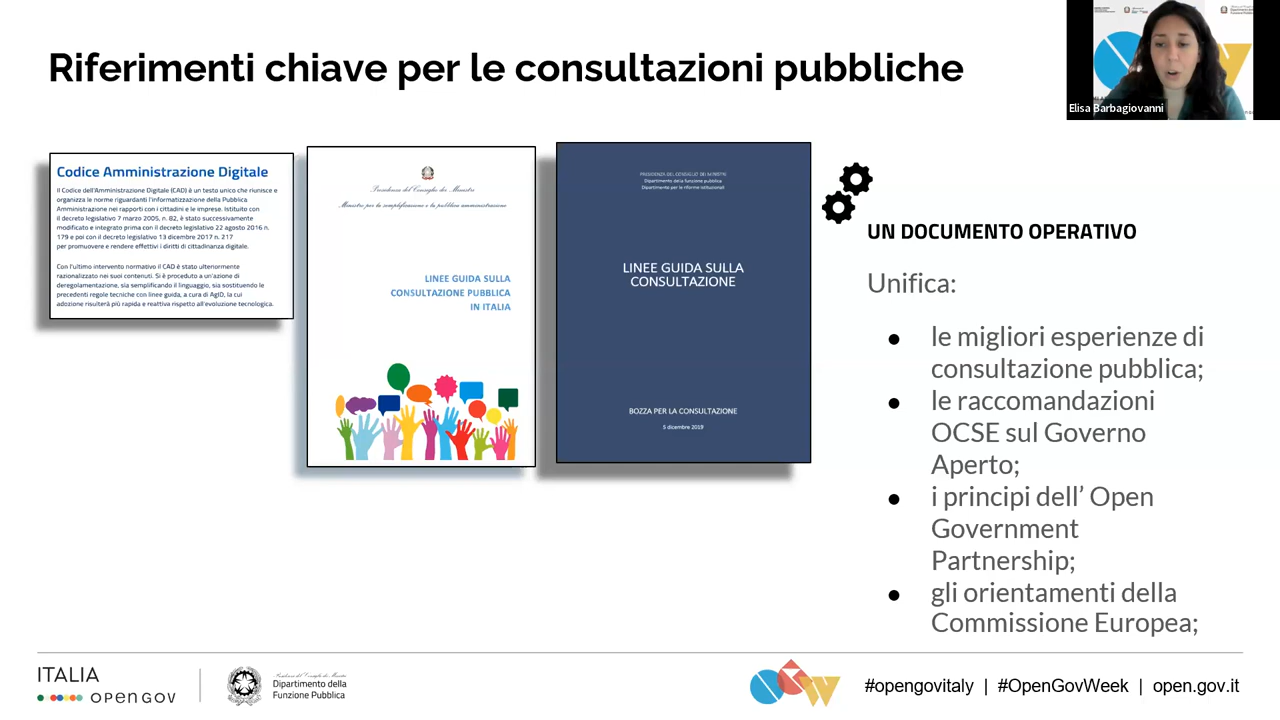 Riferimenti chiave per le consultazioni pubbliche
Elisa Barbagiovanni
Codice Amministrazione Digitale
Il Codice dell'Amministrazione Digitale (CAD) è un testo unico che riunisce e
organizza le norme riguardanti l'informatizzazione della Pubblica
Amministrazione nei rapporti con i cittadini e le imprese. Istituito con
il decreto legislativo 7 marzo 2005, n. 82, è stato successivamente
modificato e integrato prima con il decreto legislativo 22 agosto 2016 n.
179 e poi con il decreto legislativo 13 dicembre 2017 n. 217
per promuovere e rendere effettivi i diritti di cittadinanza digitale.
Con l'ultimo intervento normativo il CAD è stato ulteriormente
razionalizzato nei suoi contenuti. Si è proceduto a un'azione di
deregolamentazione, sia semplificando il linguaggio, sia sostituendo le
precedenti regole tecniche con linee guida, a cura di AgID, la cui
adozione risulterà più rapida e reattiva rispetto all'evoluzione tecnologica.
Presidenza del Consiglio dei Ministri
Ministro per la semplificazione e la pubblica amministrazione
LINEE GUIDA SULLA
CONSULTAZIONE PUBBLICA
IN ITALIA
PRESIDENZA DEL CONSIGLIO DEI MINISTRI
Dipartimento della funzione pubblica
Dipartimento per le riforme istituzionali
LINEE GUIDA SULLA
CONSULTAZIONE
BOZZA PER LA CONSULTAZIONE
5 dicembre 2019
UN DOCUMENTO OPERATIVO
Unifica:
● le migliori esperienze di
consultazione pubblica;
● le raccomandazioni
OCSE sul Governo
Aperto;
● i principi dell' Open
Government
Partnership;
● gli orientamenti della
Commissione Europea;
ITALIA
open gov
Presidenza del Consiglio dei Ministri
Dipartimento della
Funzione Pubblica
#opengovitaly | #OpenGovWeek | open.gov.it